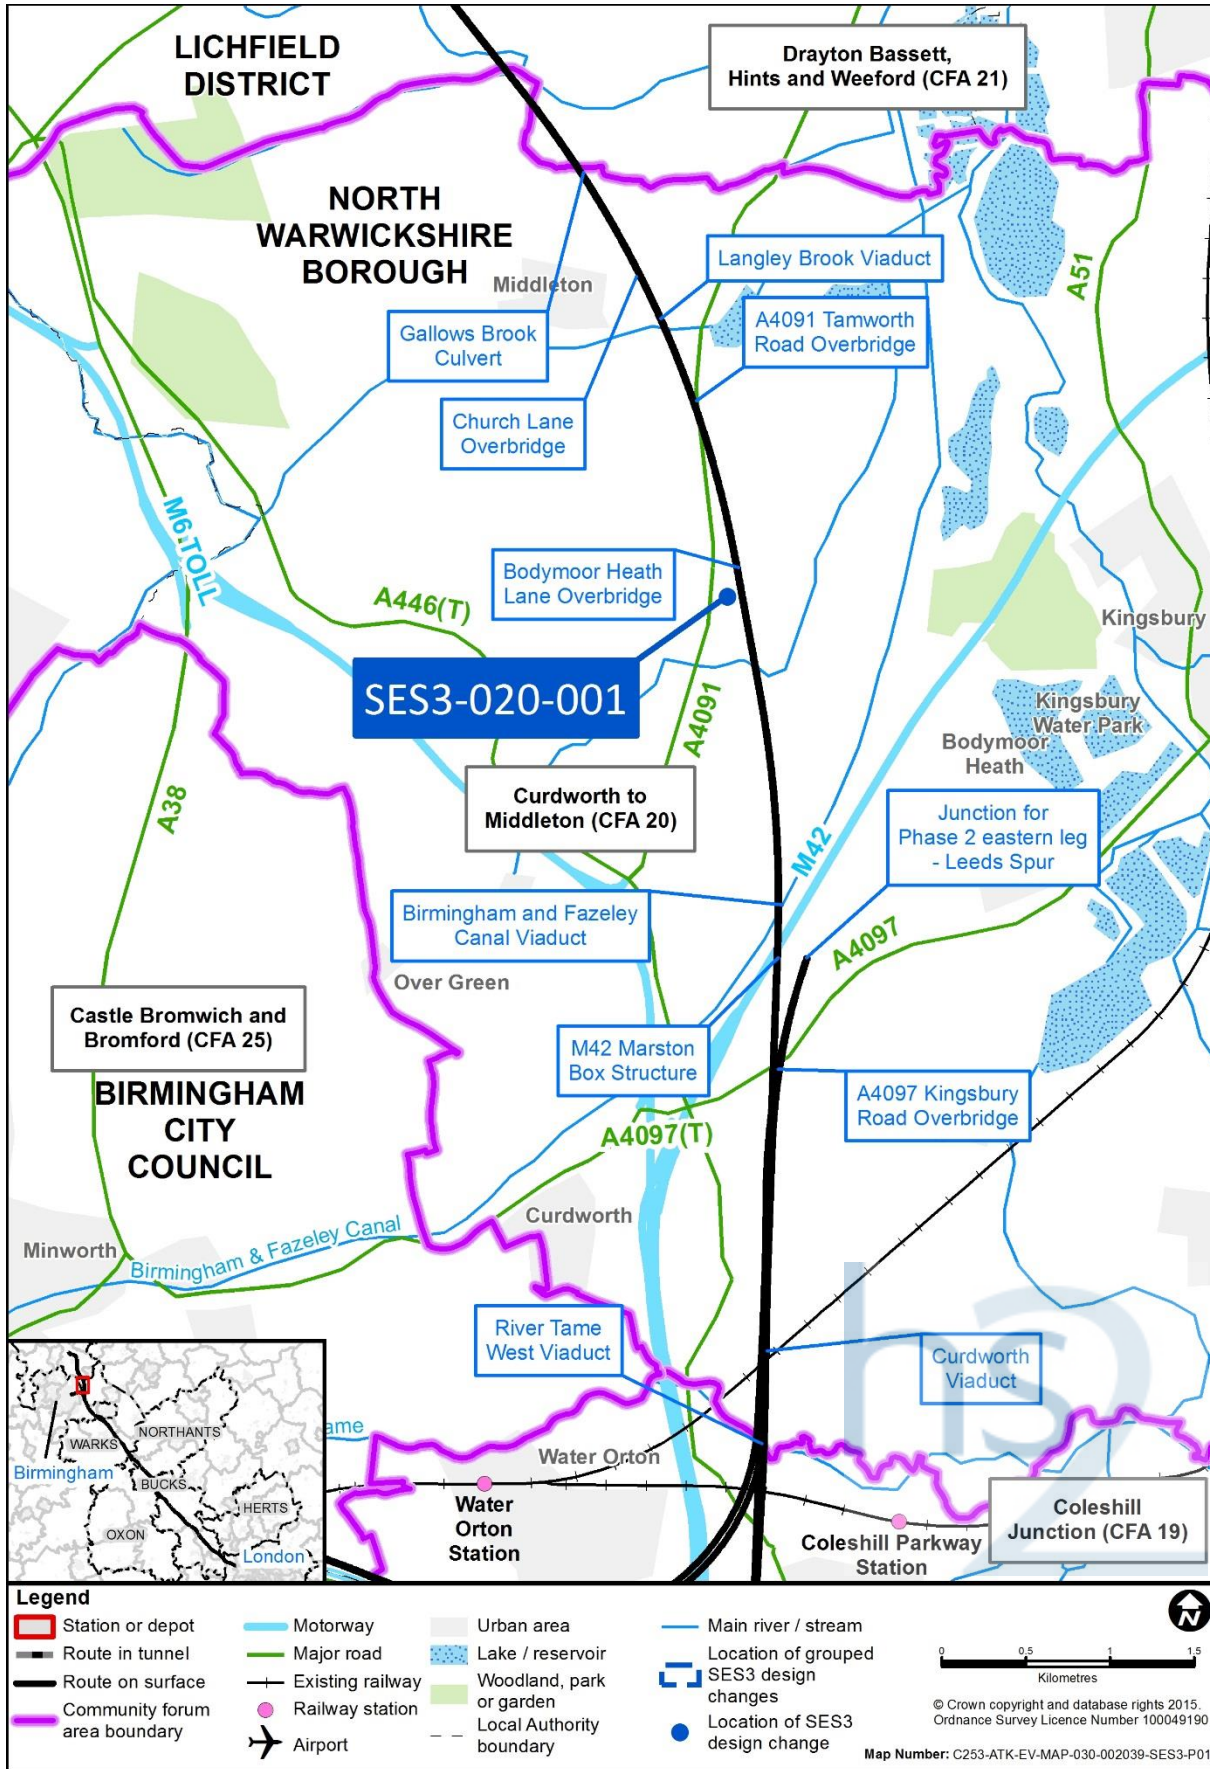 LICHFIELD
DISTRICT
Drayton Bassett,
Hints and Weeford (CFA 21)
NORTH
WARWICKSHIRE
BOROUGH
Middleton
Langley Brook Viaduct
A51
Gallows Brook
Culvert
A4091 Tamworth
Road Overbridge
Church Lane
Overbridge
M6 TOLL
Bodymoor Heath
Lane Overbridge
A446(T)
Kingsbury
SES3-020-001
A4091
Kingsbury
Water Park
Bodymoor
Heath
A38
Curdworth to
Middleton (CFA 20)
Junction for
Phase 2 eastern leg
- Leeds Spur
M42
Birmingham and Fazeley
Canal Viaduct
A4097
Over Green
Castle Bromwich and
Bromford (CFA 25)
M42 Marston
Box Structure
A4097 Kingsbury
Road Overbridge
BIRMINGHAM
CITY
COUNCIL
A4097(T)
Curdworth
Minworth
Birmingham & Fazeley Canal
River Tame
West Viaduct
Curdworth
Viaduct
hs2
ame
Water Orton
Water
Orton
Station
Coleshill Parkway
Station
Coleshill
Junction (CFA 19)
NORTHANTS
WARKS
Birmingham
BUCKS
HERTS
OXON
London
Legend
Station or depot
Route in tunnel
Route on surface
Community forum
area boundary
Motorway
Major road
Existing railway
Railway station
Airport
Urban area
Lake / reservoir
Woodland, park
or garden
Local Authority
boundary
Main river / stream
Location of grouped
SES3 design
changes
Location of SES3
design change
N
0 0.5 1 1.5
Kilometres
© Crown copyright and database rights 2015.
Ordnance Survey Licence Number 100049190
Map Number: C253-ATK-EV-MAP-030-002039-SES3-P01